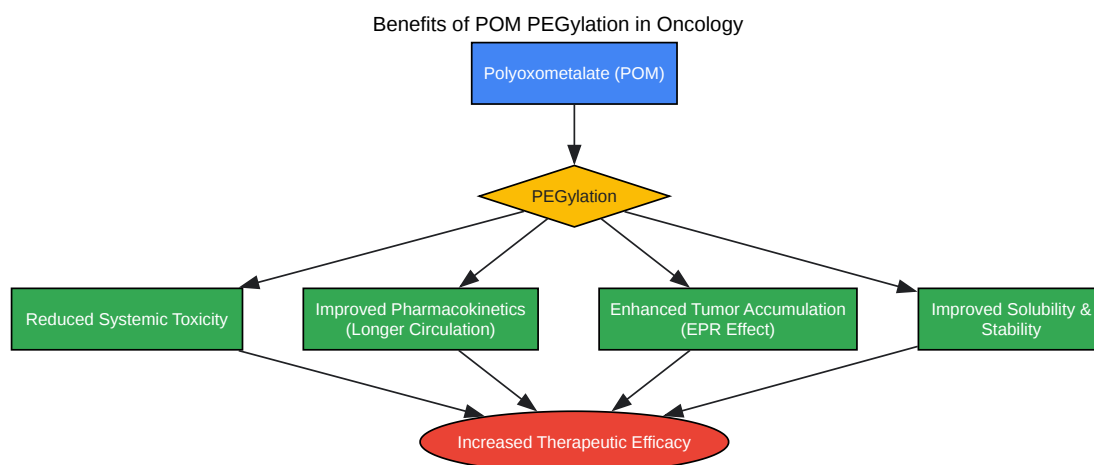 Benefits of POM PEGylation in Oncology
Polyoxometalate (POM)
PEGylation
Reduced Systemic Toxicity
Improved Pharmacokinetics
(Longer Circulation)
Enhanced Tumor Accumulation
(EPR Effect)
Improved Solubility &
Stability
Increased Therapeutic Efficacy